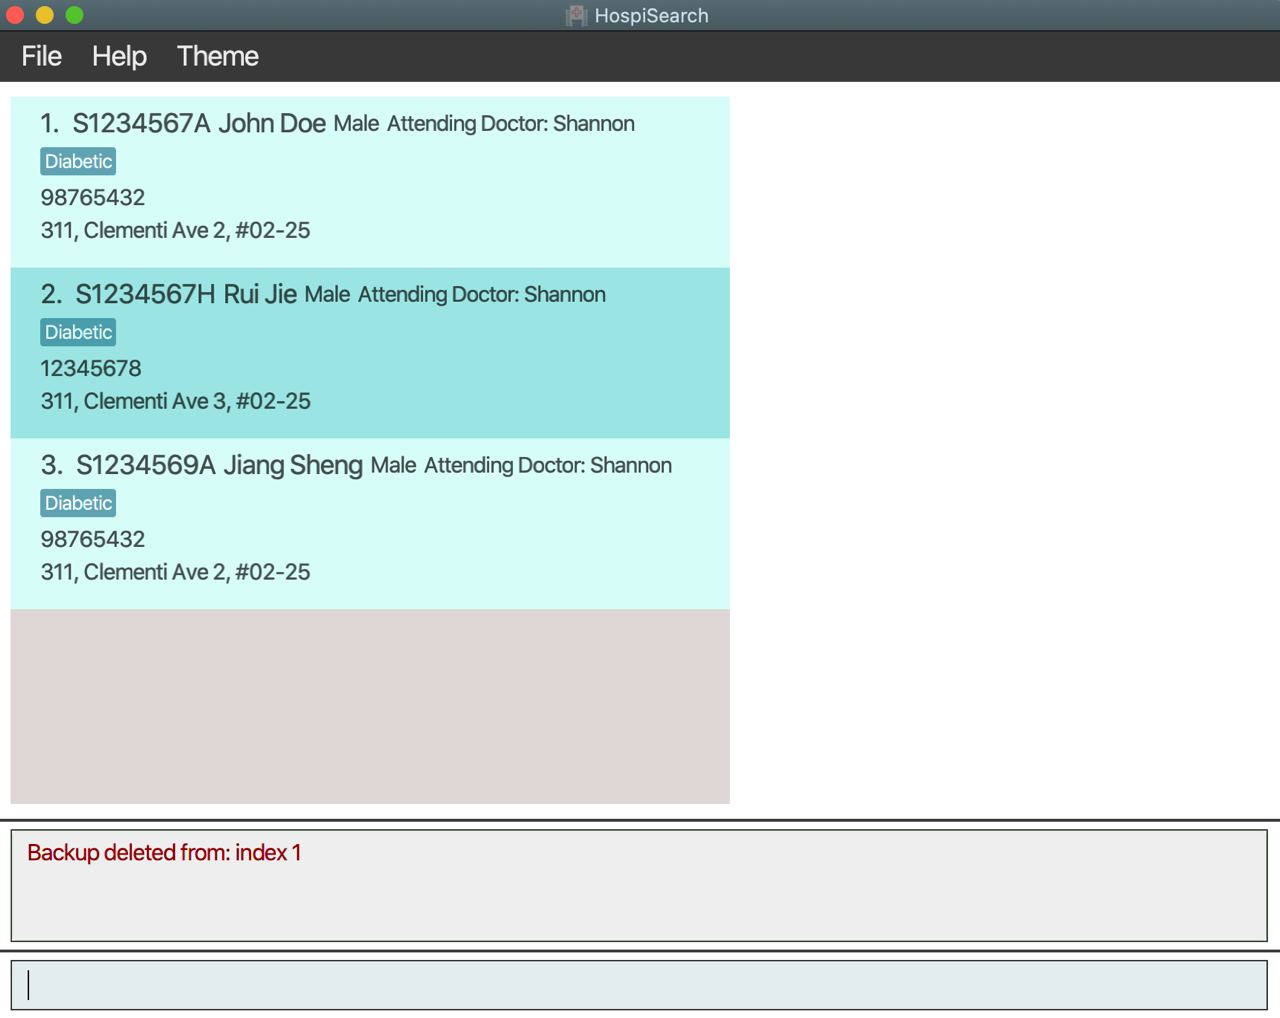 HospiSearch
File Help Theme
1. S1234567A John Doe Male Attending Doctor: Shannon
Diabetic
98765432
311, Clementi Ave 2, #02-25
2. S1234567H Rui Jie Male Attending Doctor: Shannon
Diabetic
12345678
311, Clementi Ave 3, #02-25
3. S1234569A Jiang Sheng Male Attending Doctor: Shannon
Diabetic
98765432
311, Clementi Ave 2, #02-25
Backup deleted from: index 1